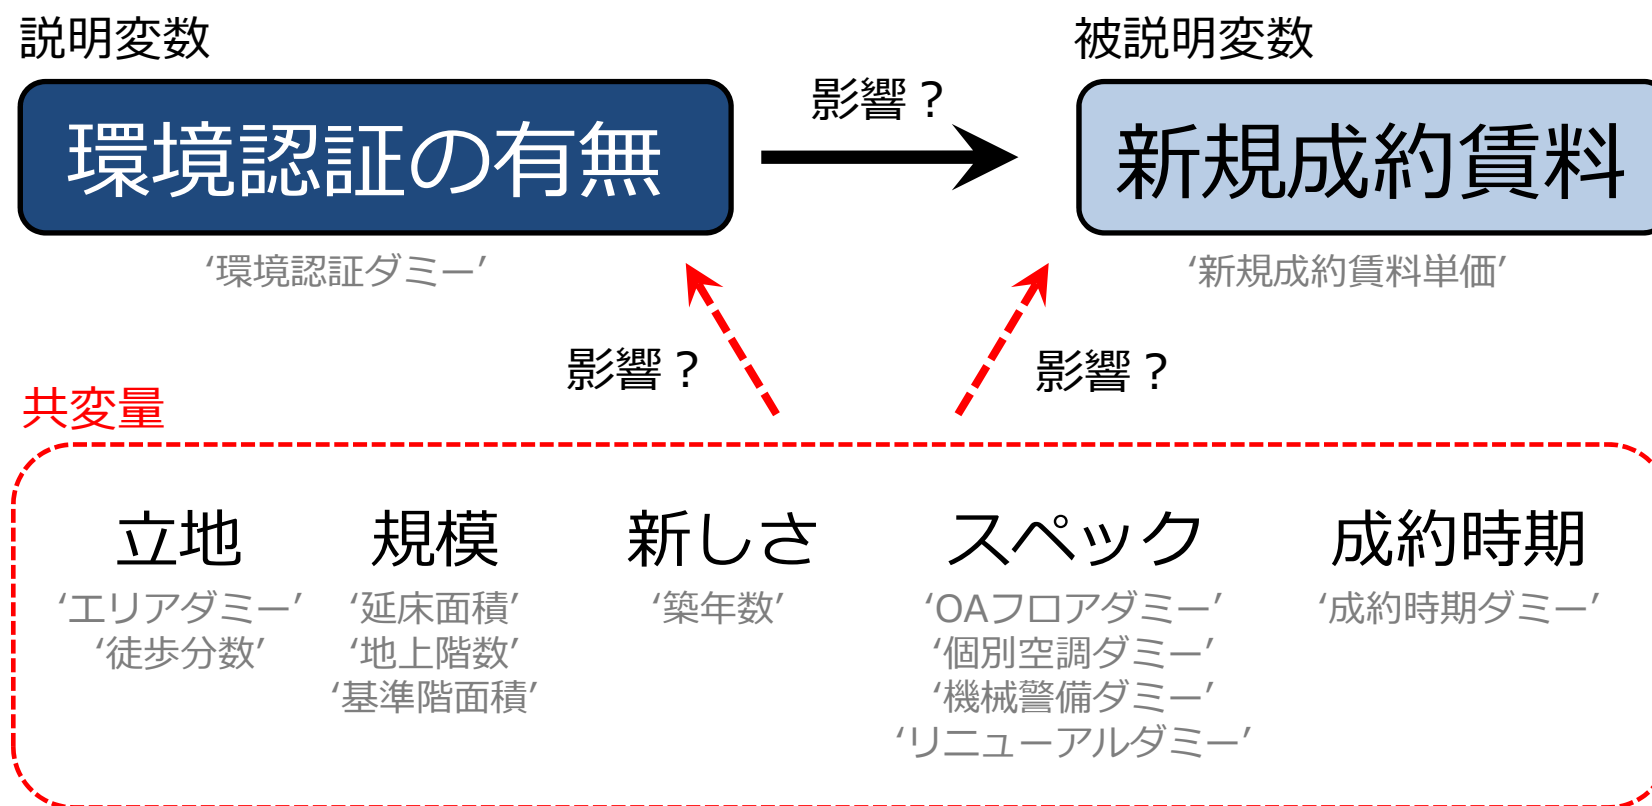 説明変数
被説明変数
環境認証の有無
影響？
新規成約賃料
‘環境認証ダミー’
‘新規成約賃料単価’
影響？
影響？
共変量
立地
‘エリアダミー’
‘徒歩分数’
規模
‘延床面積’
‘地上階数’
‘基準階面積’
新しさ
‘築年数’
スペック
‘OAフロアダミー’
‘個別空調ダミー’
‘機械警備ダミー’
‘リニューアルダミー’
成約時期
‘成約時期ダミー’